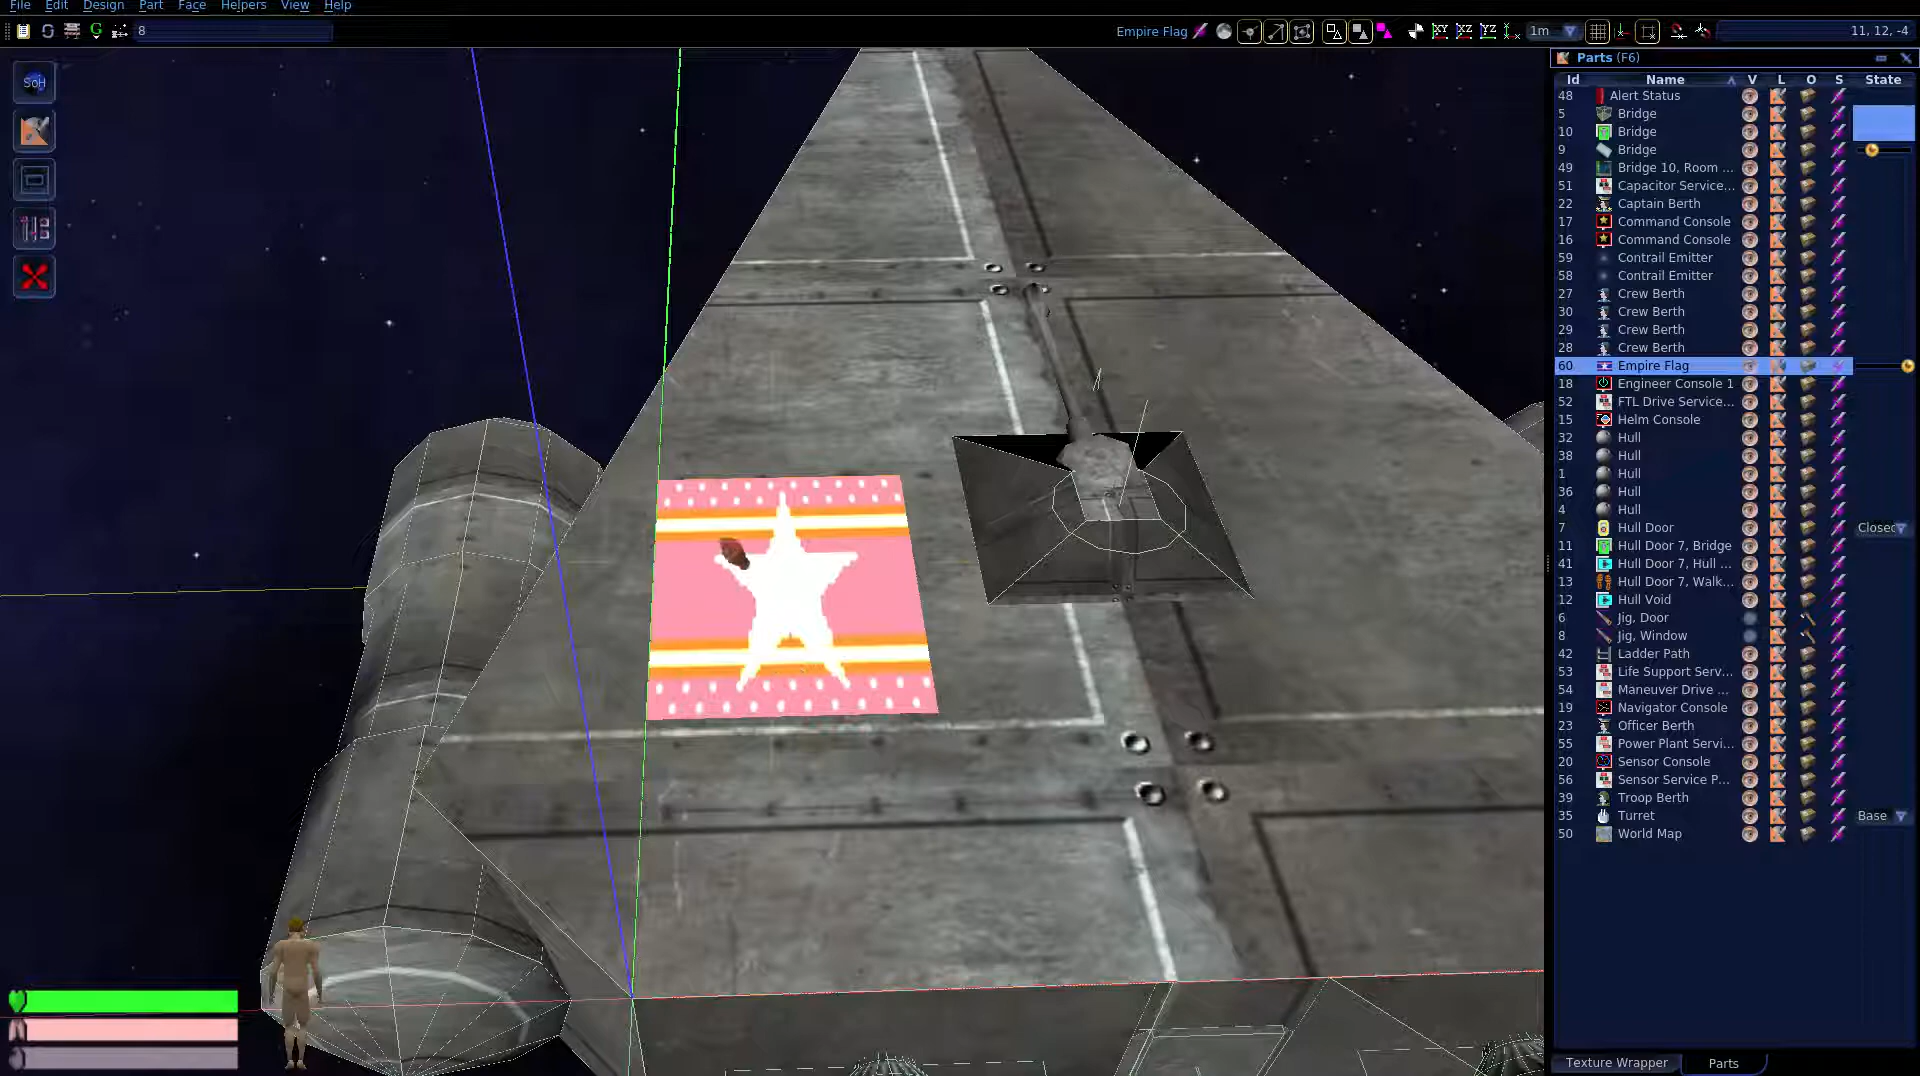 File Edit Design Part Face Helpers View Help
8
Empire Flag
XY XZ YZ
1m
11, 12, -4
SoH
Parts (F6)
Id Name V L O S State
48 Alert Status
5 Bridge
10 Bridge
9 Bridge
49 Bridge 10, Room ...
51 Capacitor Service...
22 Captain Berth
17 Command Console
16 Command Console
59 Contrail Emitter
58 Contrail Emitter
27 Crew Berth
30 Crew Berth
29 Crew Berth
28 Crew Berth
60 Empire Flag
18 Engineer Console 1
52 FTL Drive Service...
15 Helm Console
32 Hull
38 Hull
1 Hull
36 Hull
4 Hull
7 Hull Door Closed
11 Hull Door 7, Bridge
41 Hull Door 7, Hull ...
13 Hull Door 7, Walk...
12 Hull Void
6 Jig, Door
8 Jig, Window
42 Ladder Path
53 Life Support Serv...
54 Maneuver Drive ...
19 Navigator Console
23 Officer Berth
55 Power Plant Servi...
20 Sensor Console
56 Sensor Service P...
39 Troop Berth
35 Turret Base
50 World Map
Texture Wrapper Parts